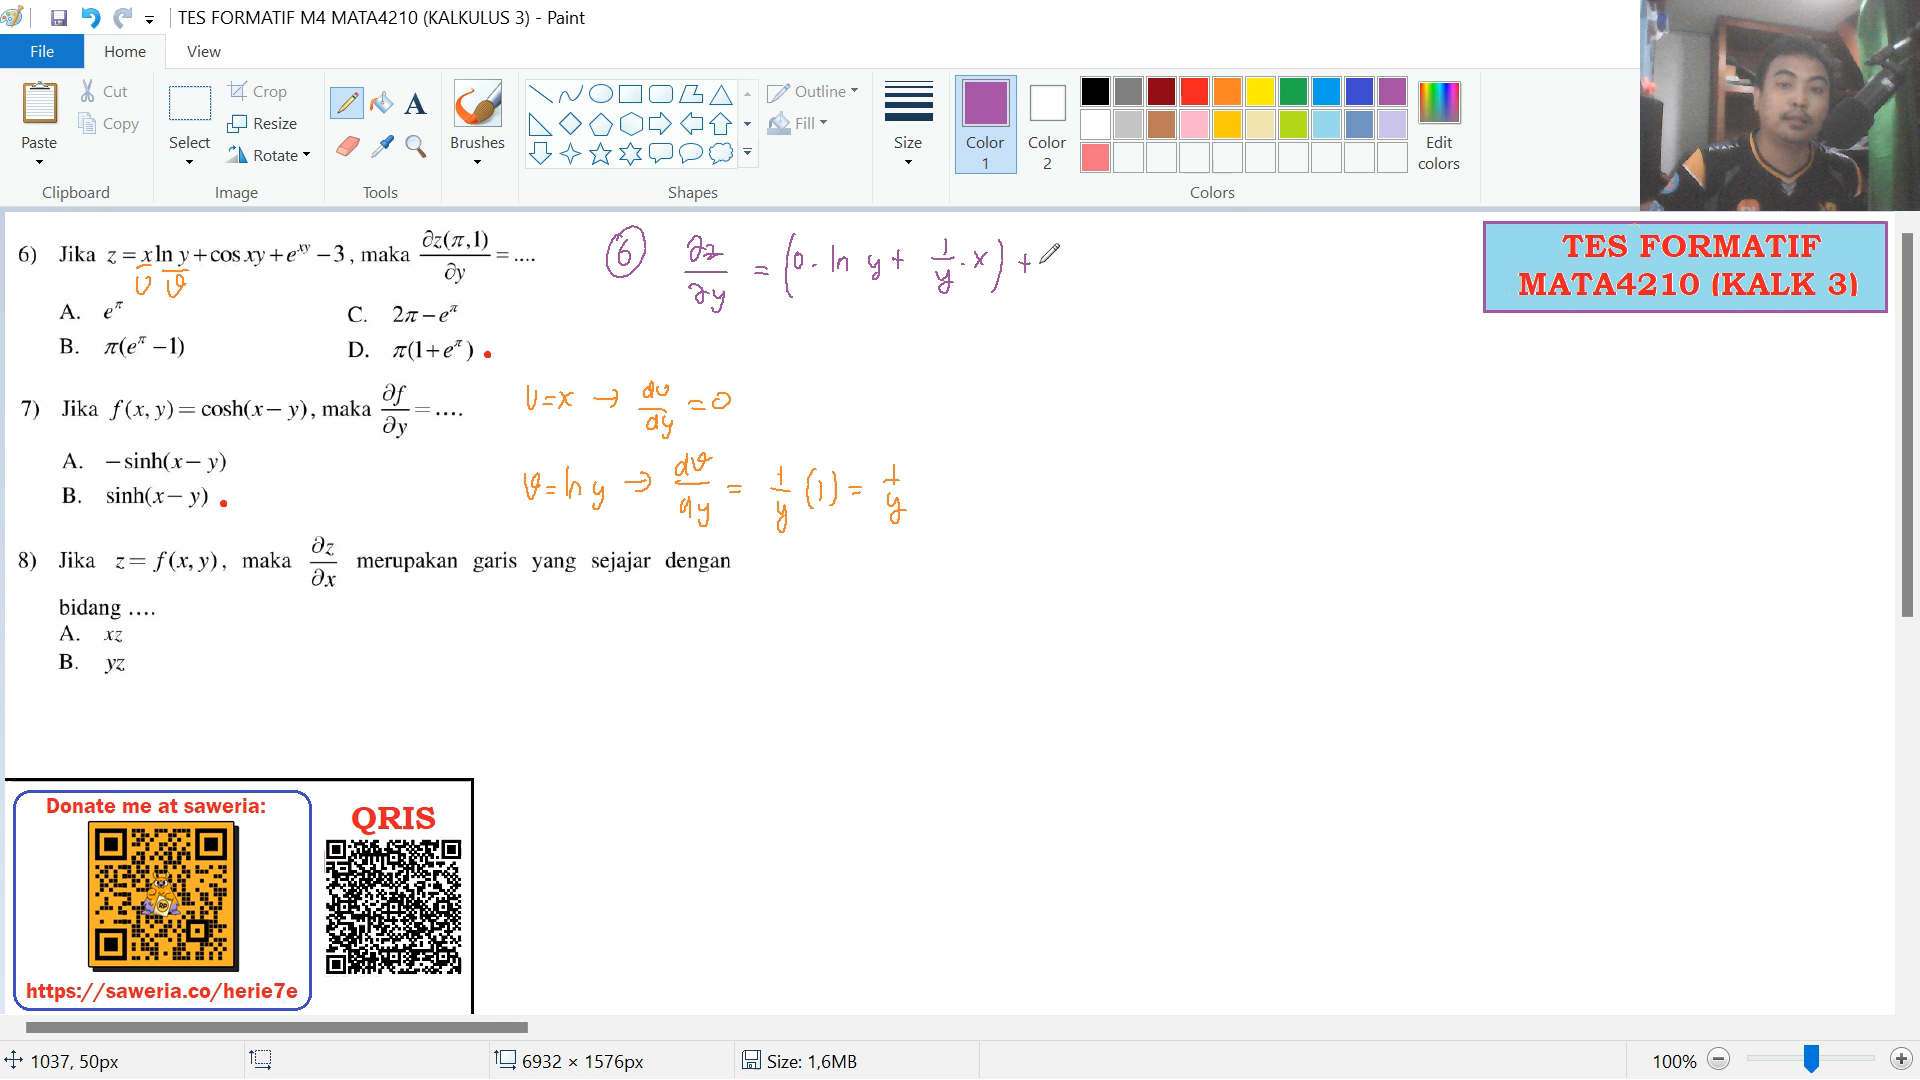 TES FORMATIF M4 MATA4210 (KALKULUS 3) - Paint
File Home View
Paste
Cut
Copy
Clipboard
Select
Crop
Resize
Rotate
Image
Tools
Brushes
Shapes
Outline
Fill
Size
Color 1
Color 2
Edit colors
Colors
6) Jika z = x ln y + cos xy + e^{xy} − 3, maka ∂z(π,1)/∂y = ....
U V
A. e^π
B. π(e^π − 1)
C. 2π − e^π
D. π(1 + e^π)
6 ∂z/∂y = (0 · ln y + 1/y · x) +
7) Jika f(x, y) = cosh(x − y), maka ∂f/∂y = ....
A. − sinh(x − y)
B. sinh(x − y)
U = x → du/dy = 0
V = ln y → dv/dy = 1/y (1) = 1/y
8) Jika z = f(x, y), maka ∂z/∂x merupakan garis yang sejajar dengan
bidang ....
A. xz
B. yz
TES FORMATIF
MATA4210 (KALK 3)
Donate me at saweria:
RP
https://saweria.co/herie7e
QRIS
1037, 50px
6932 × 1576px
Size: 1,6MB
100%